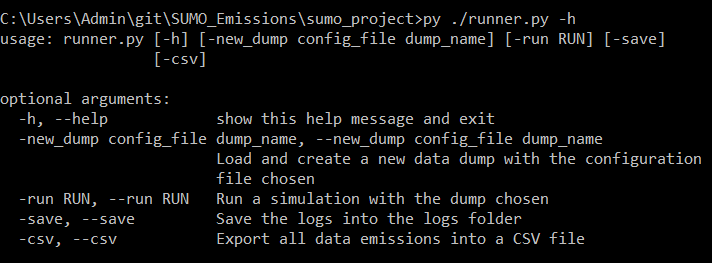 C:\Users\Admin\git\SUMO_Emissions\sumo_project>py ./runner.py -h
usage: runner.py [-h] [-new_dump config_file dump_name] [-run RUN] [-save]
                 [-csv]

optional arguments:
  -h, --help            show this help message and exit
  -new_dump config_file dump_name, --new_dump config_file dump_name
                        Load and create a new data dump with the configuration
                        file chosen
  -run RUN, --run RUN   Run a simulation with the dump chosen
  -save, --save         Save the logs into the logs folder
  -csv, --csv           Export all data emissions into a CSV file